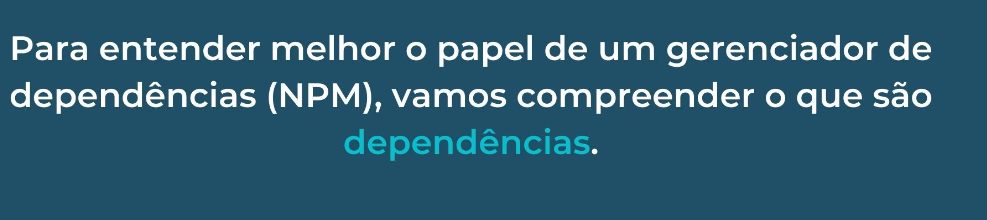 Para entender melhor o papel de um gerenciador de
dependências (NPM), vamos compreender o que são
dependências.